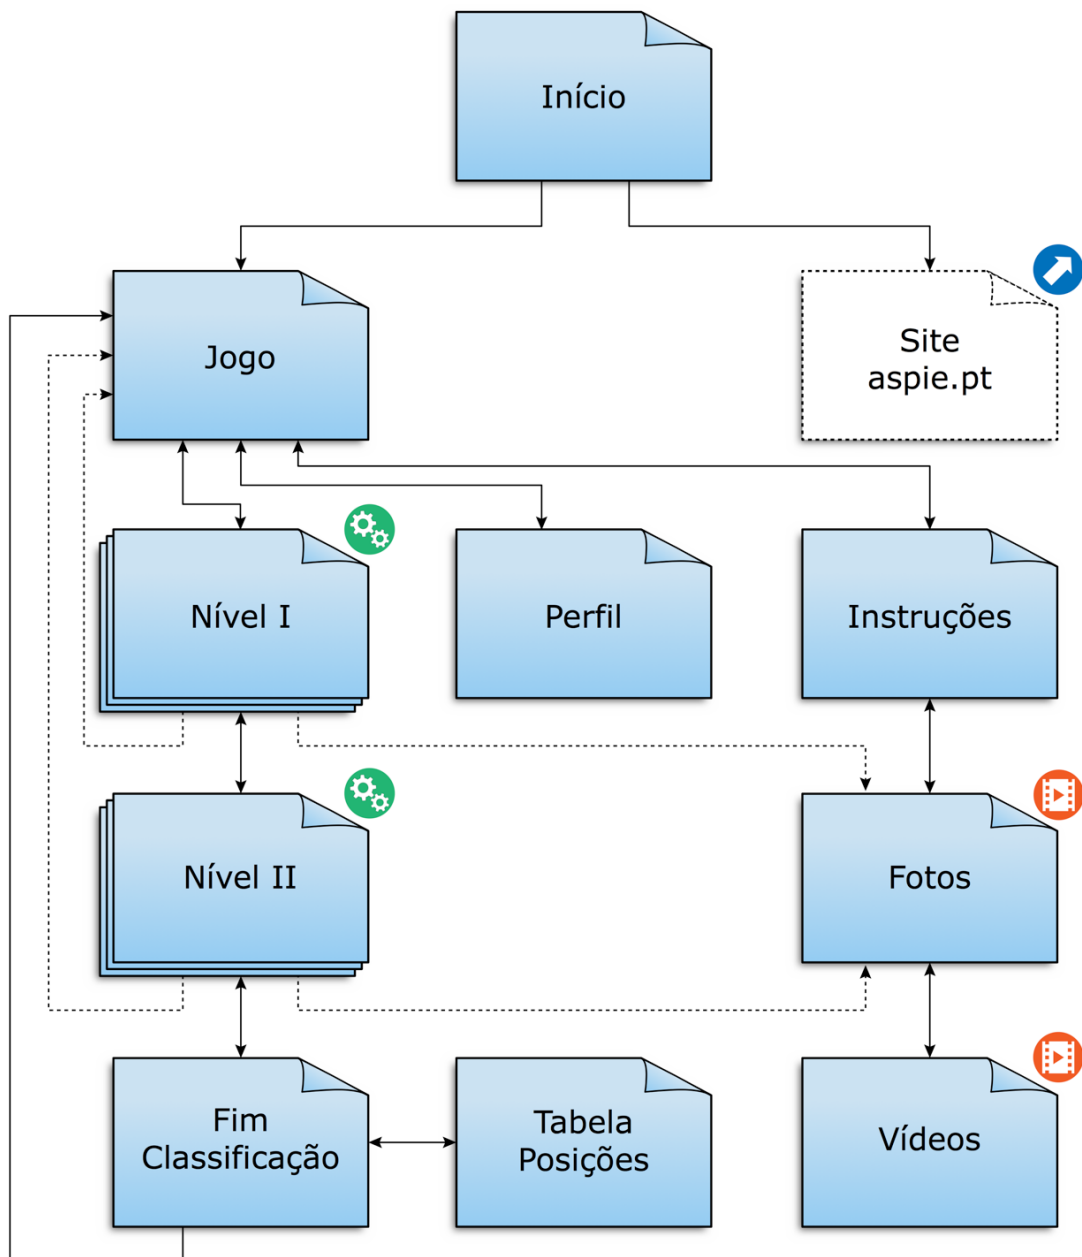 Início
Jogo
Site
aspie.pt
Nível I
Perfil
Instruções
Nível II
Fotos
Fim
Classificação
Tabela
Posições
Vídeos